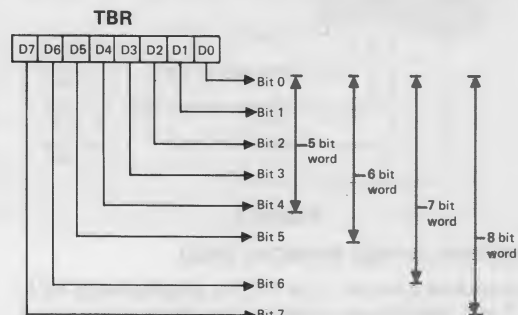 TBR
D7 D6 D5 D4 D3 D2 D1 D0
Bit 0
Bit 1
Bit 2
5 bit
word
Bit 3
6 bit
word
Bit 4
7 bit
word
Bit 5
8 bit
word
Bit 6
Bit 7